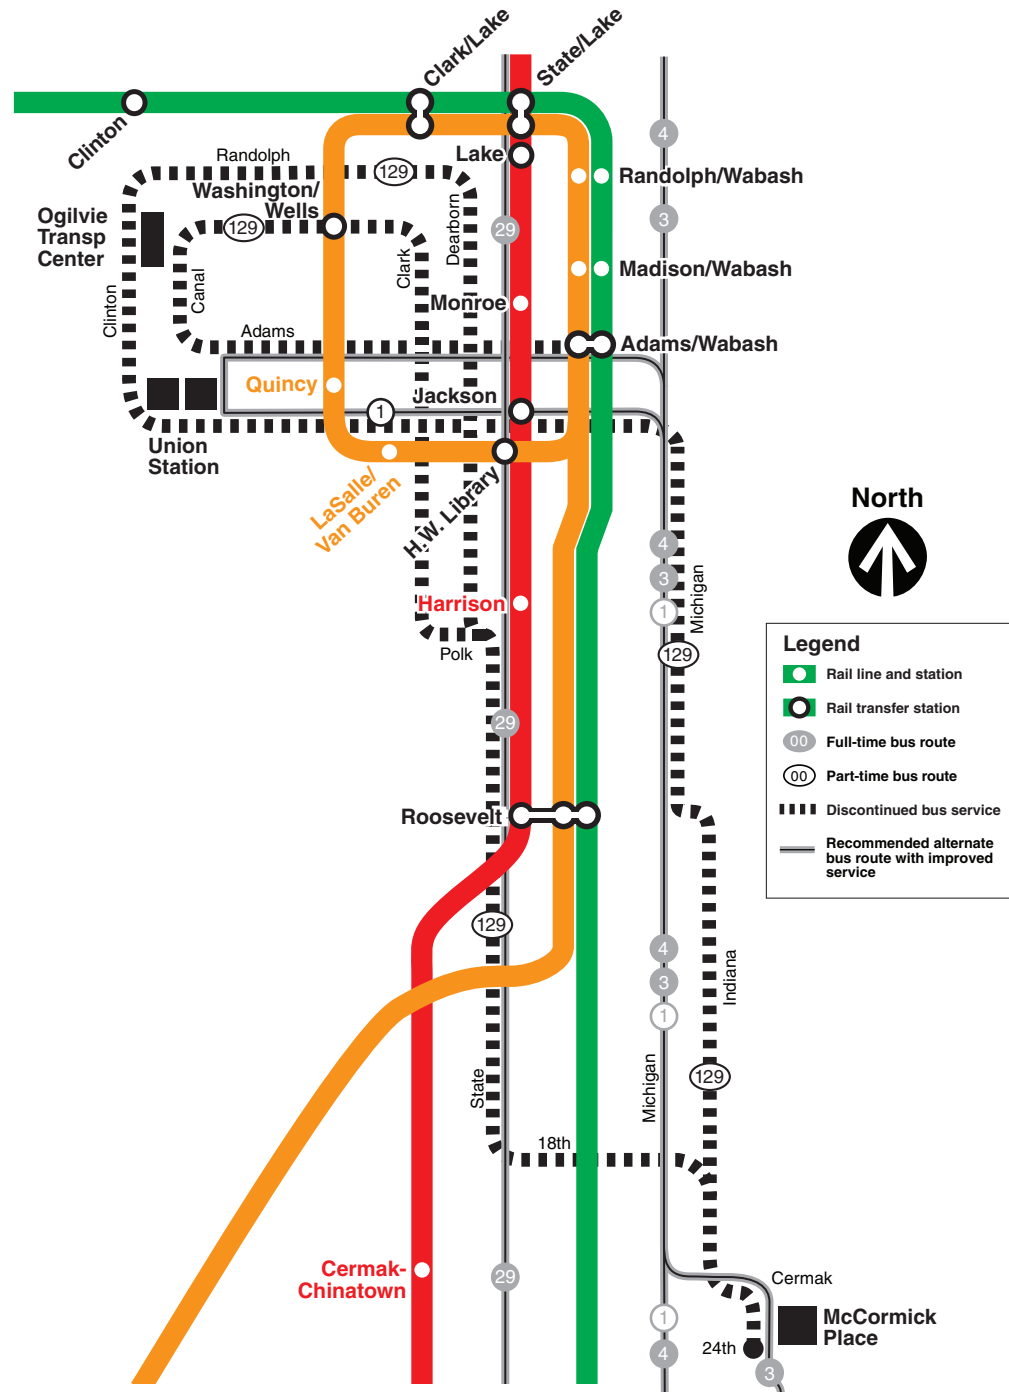 Clark/Lake
State/Lake
4
Clinton
Randolph
129
Lake
Washington/
Wells
Randolph/Wabash
Ogilvie
Transp
Center
129
Dearborn
29
3
Clark
Canal
Clinton
Madison/Wabash
Monroe
Adams
Adams/Wabash
Quincy
Jackson
1
Union
Station
LaSalle/
Van Buren
H.W. Library
North
4
3
1
Michigan
Harrison
Polk
129
Legend
Rail line and station
Rail transfer station
00
Full-time bus route
00
Part-time bus route
Discontinued bus service
Recommended alternate
bus route with improved
service
29
Roosevelt
129
4
3
1
Indiana
State
Michigan
129
18th
Cermak-
Chinatown
29
Cermak
1
4
24th
McCormick
Place
3